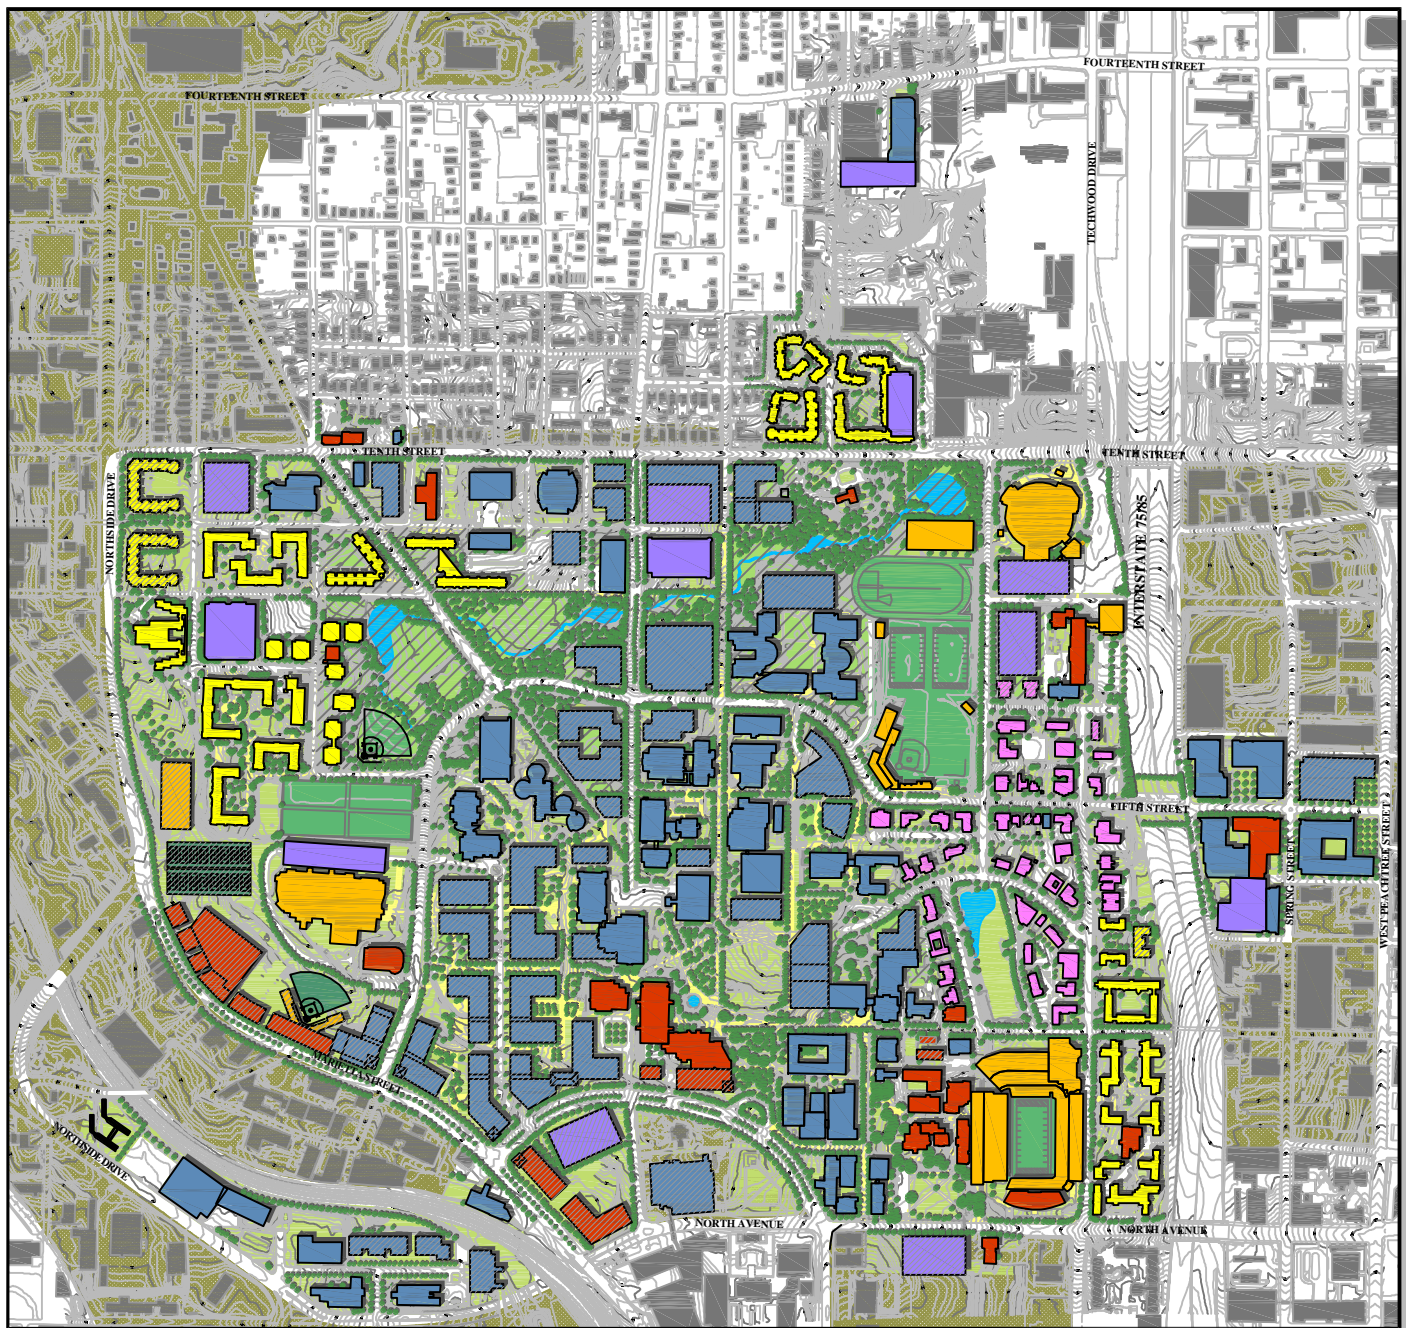 FOURTEENTH STREET
FOURTEENTH STREET
TECHWOOD DRIVE
TENTH STREET
TENTH STREET
NORTHSIDE DRIVE
INTERSTATE 75/85
FIFTH STREET
SPRING STREET
WEST PEACHTREE STREET
MARIETTA STREET
NORTHSIDE DRIVE
NORTH AVENUE
NORTH AVENUE